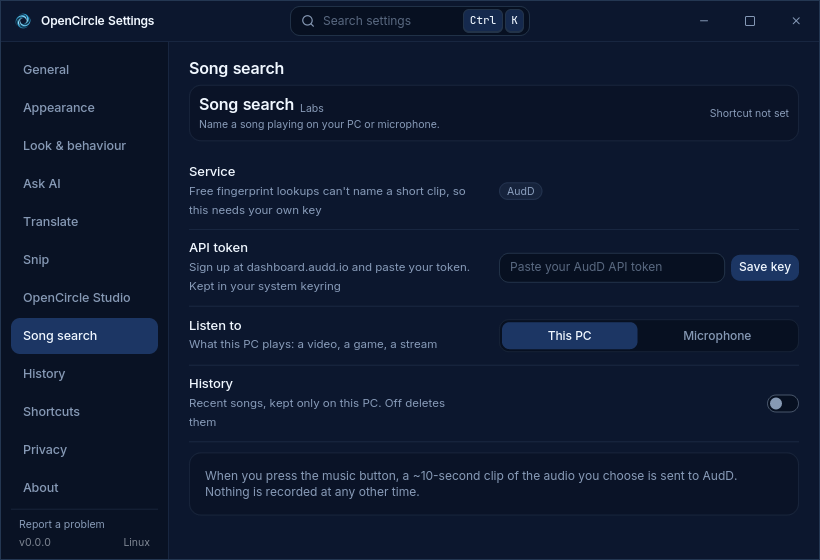 OpenCircle Settings
Search settings
Ctrl K
General
Appearance
Look & behaviour
Ask AI
Translate
Snip
OpenCircle Studio
Song search
History
Shortcuts
Privacy
About
Report a problem
v0.0.0 Linux
Song search
Song search Labs
Name a song playing on your PC or microphone.
Shortcut not set
Service
Free fingerprint lookups can't name a short clip, so
this needs your own key
AudD
API token
Sign up at dashboard.audd.io and paste your token.
Kept in your system keyring
Paste your AudD API token
Save key
Listen to
What this PC plays: a video, a game, a stream
This PC
Microphone
History
Recent songs, kept only on this PC. Off deletes
them
When you press the music button, a ~10-second clip of the audio you choose is sent to AudD.
Nothing is recorded at any other time.